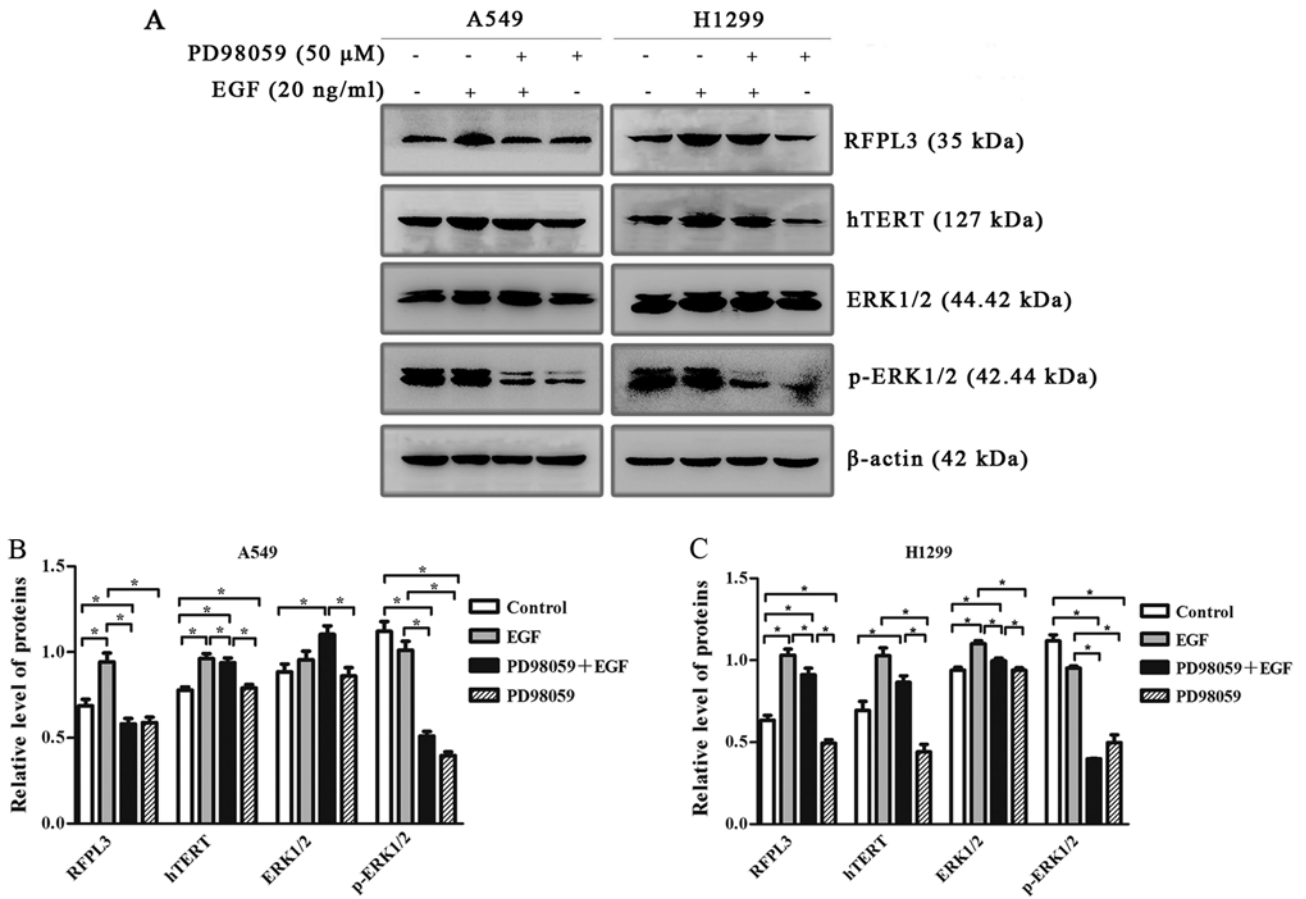 A
A549 H1299
PD98059 (50 μM) - - + + - - + +
EGF (20 ng/ml) - + + - - + + -
RFPL3 (35 kDa)
hTERT (127 kDa)
ERK1/2 (44.42 kDa)
p-ERK1/2 (42.44 kDa)
β-actin (42 kDa)
B
A549
Relative level of proteins
1.5
1.0
0.5
0.0
* * * *
* * * * *
* *
* * * *
RFPL3 hTERT ERK1/2 p-ERK1/2
Control
EGF
PD98059+EGF
PD98059
C
H1299
Relative level of proteins
1.5
1.0
0.5
0.0
* * * * *
* * *
* * * * *
* * * *
RFPL3 hTERT ERK1/2 p-ERK1/2
Control
EGF
PD98059+EGF
PD98059